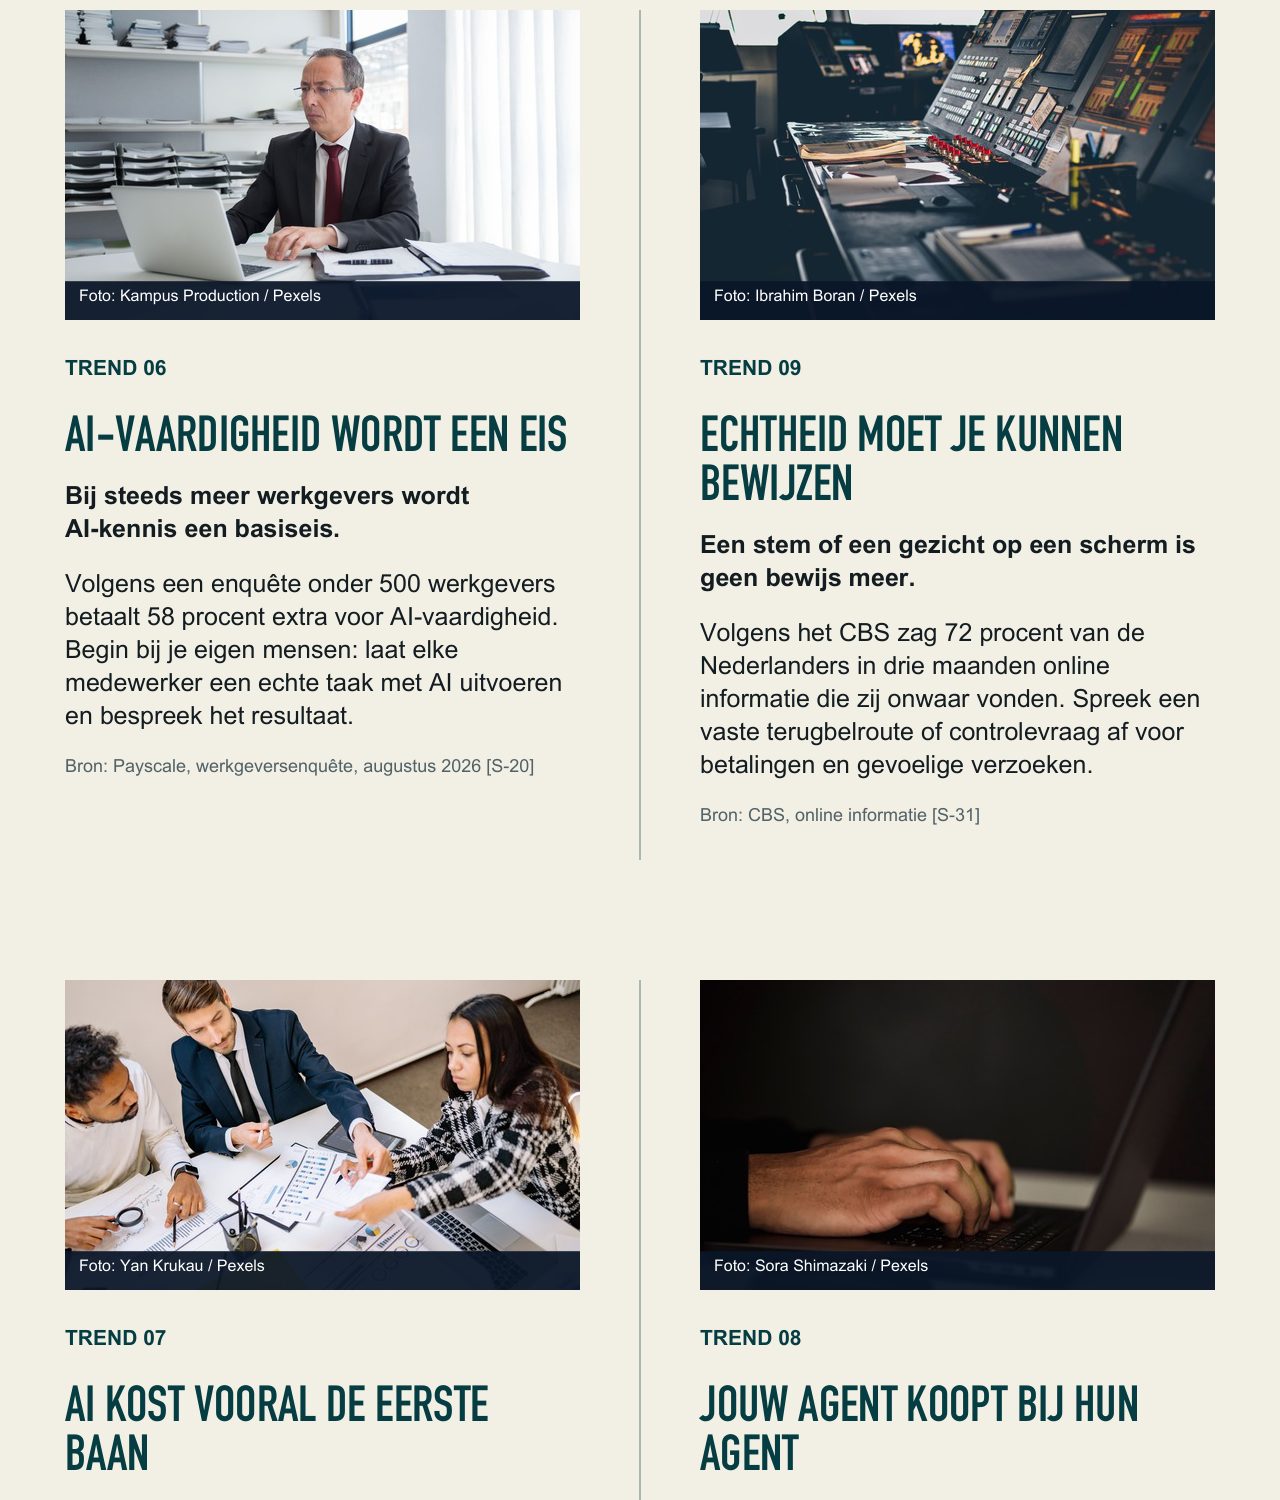 Foto: Kampus Production / Pexels
TREND 06
AI-VAARDIGHEID WORDT EEN EIS
Bij steeds meer werkgevers wordt
AI-kennis een basiseis.
Volgens een enquête onder 500 werkgevers
betaalt 58 procent extra voor AI-vaardigheid.
Begin bij je eigen mensen: laat elke
medewerker een echte taak met AI uitvoeren
en bespreek het resultaat.
Bron: Payscale, werkgeversenquête, augustus 2026 [S-20]
Foto: Ibrahim Boran / Pexels
TREND 09
ECHTHEID MOET JE KUNNEN
BEWIJZEN
Een stem of een gezicht op een scherm is
geen bewijs meer.
Volgens het CBS zag 72 procent van de
Nederlanders in drie maanden online
informatie die zij onwaar vonden. Spreek een
vaste terugbelroute of controlevraag af voor
betalingen en gevoelige verzoeken.
Bron: CBS, online informatie [S-31]
Foto: Yan Krukau / Pexels
TREND 07
AI KOST VOORAL DE EERSTE
BAAN
Foto: Sora Shimazaki / Pexels
TREND 08
JOUW AGENT KOOPT BIJ HUN
AGENT